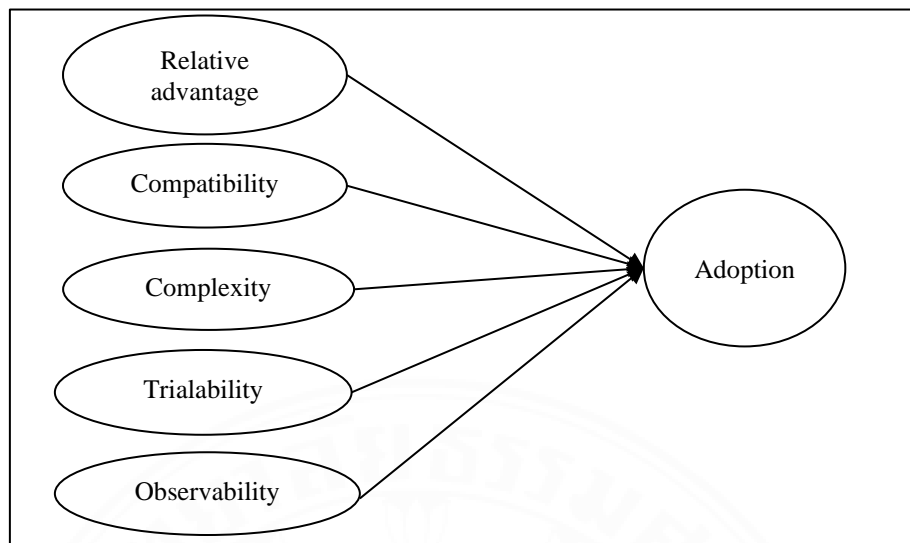 Relative
advantage
Compatibility
Complexity
Trialability
Observability
Adoption